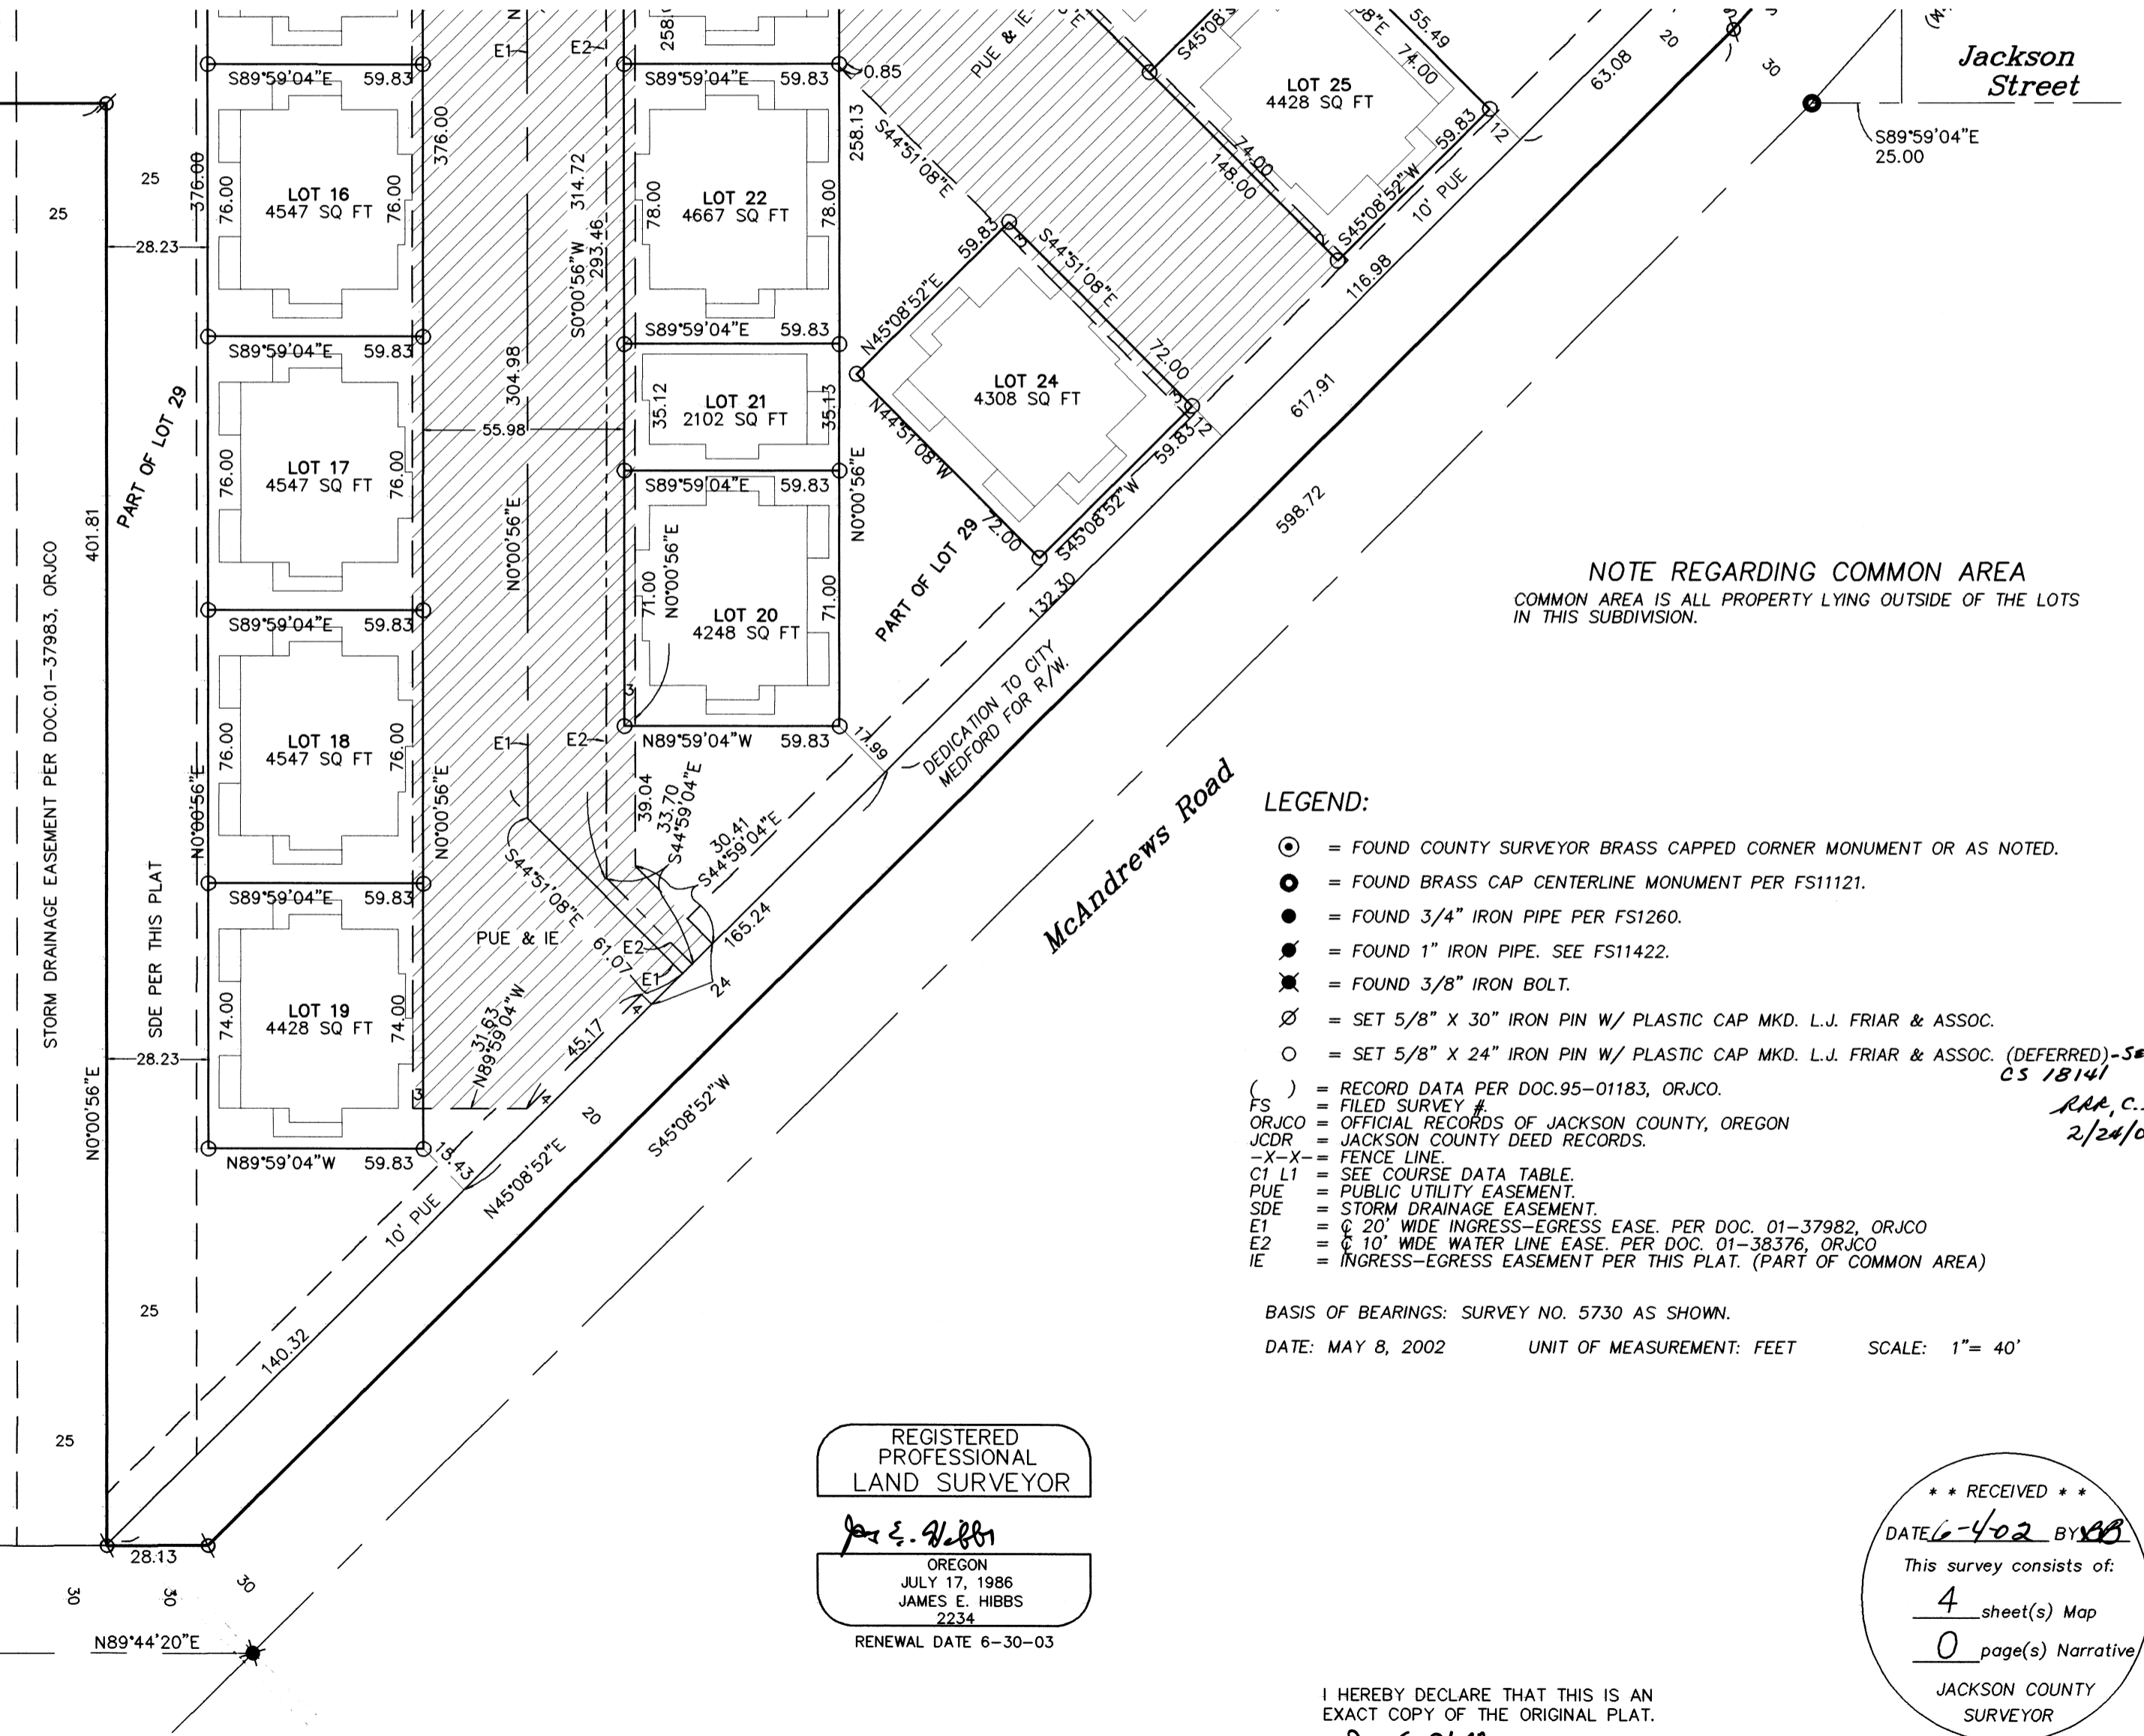 S89°59'04"E 59.83
E1
E2
N
258.
S89°59'04"E 59.83
0.85
PUE & IE
S45°08'
55.49
74.00
LOT 25
4428 SQ FT
63.08
20
30
Jackson
Street
S89°59'04"E
25.00
376.00
76.00
LOT 16
4547 SQ FT
76.00
376.00
25
25
28.23
314.72
S0°00'56"W
293.46
78.00
LOT 22
4667 SQ FT
78.00
258.13
S44°51'08"E
74.00
148.00
59.83
12
S45°08'52"W
10' PUE
116.98
S89°59'04"E 59.83
S89°59'04"E 59.83
59.83
N45°08'52"E
S44°51'08"E
72.00
LOT 24
4308 SQ FT
N44°51'08"W
72.00
59.83
12
S45°08'52"W
617.91
598.72
132.30
PART OF LOT 29
304.98
55.98
35.12
LOT 21
2102 SQ FT
35.13
N0°00'56"E
S89°59'04"E 59.83
76.00
LOT 17
4547 SQ FT
76.00
401.81
N0°00'56"E
71.00
N0°00'56"E
LOT 20
4248 SQ FT
71.00
PART OF LOT 29
STORM DRAINAGE EASEMENT PER DOC.01-37983, ORJCO
S89°59'04"E 59.83
76.00
LOT 18
4547 SQ FT
76.00
N0°00'56"E
N0°00'56"E
3
E1
E2
N89°59'04"W 59.83
17.99
DEDICATION TO CITY
MEDFORD FOR R/W.
McAndrews Road
39.04
33.70
S44°59'04"E
30.41
S44°59'04"E
S44°51'08"E
61.07
PUE & IE
E2
E1
24
165.24
4
45.17
31.63
N89°59'04"W
3
4
20
SDE PER THIS PLAT
S89°59'04"E 59.83
74.00
LOT 19
4428 SQ FT
74.00
28.23
N0°00'56"E
N89°59'04"W 59.83
15.43
N45°08'52"E
S45°08'52"W
10' PUE
140.32
25
25
28.13
30
30
30
N89°44'20"E
NOTE REGARDING COMMON AREA
COMMON AREA IS ALL PROPERTY LYING OUTSIDE OF THE LOTS
IN THIS SUBDIVISION.
LEGEND:
= FOUND COUNTY SURVEYOR BRASS CAPPED CORNER MONUMENT OR AS NOTED.
= FOUND BRASS CAP CENTERLINE MONUMENT PER FS11121.
= FOUND 3/4" IRON PIPE PER FS1260.
= FOUND 1" IRON PIPE. SEE FS11422.
= FOUND 3/8" IRON BOLT.
= SET 5/8" X 30" IRON PIN W/ PLASTIC CAP MKD. L.J. FRIAR & ASSOC.
= SET 5/8" X 24" IRON PIN W/ PLASTIC CAP MKD. L.J. FRIAR & ASSOC. (DEFERRED)-
CS 18141
2/24/0
( ) = RECORD DATA PER DOC.95-01183, ORJCO.
FS = FILED SURVEY #.
ORJCO = OFFICIAL RECORDS OF JACKSON COUNTY, OREGON
JCDR = JACKSON COUNTY DEED RECORDS.
-X-X- = FENCE LINE.
C1 L1 = SEE COURSE DATA TABLE.
PUE = PUBLIC UTILITY EASEMENT.
SDE = STORM DRAINAGE EASEMENT.
E1 = ℄ 20' WIDE INGRESS-EGRESS EASE. PER DOC. 01-37982, ORJCO
E2 = ℄ 10' WIDE WATER LINE EASE. PER DOC. 01-38376, ORJCO
IE = INGRESS-EGRESS EASEMENT PER THIS PLAT. (PART OF COMMON AREA)
BASIS OF BEARINGS: SURVEY NO. 5730 AS SHOWN.
DATE: MAY 8, 2002 UNIT OF MEASUREMENT: FEET SCALE: 1"= 40'
REGISTERED
PROFESSIONAL
LAND SURVEYOR
OREGON
JULY 17, 1986
JAMES E. HIBBS
2234
RENEWAL DATE 6-30-03
* * RECEIVED * *
DATE 6-4-02 BY BB
This survey consists of:
4 sheet(s) Map
0 page(s) Narrative
JACKSON COUNTY
SURVEYOR
I HEREBY DECLARE THAT THIS IS AN
EXACT COPY OF THE ORIGINAL PLAT.